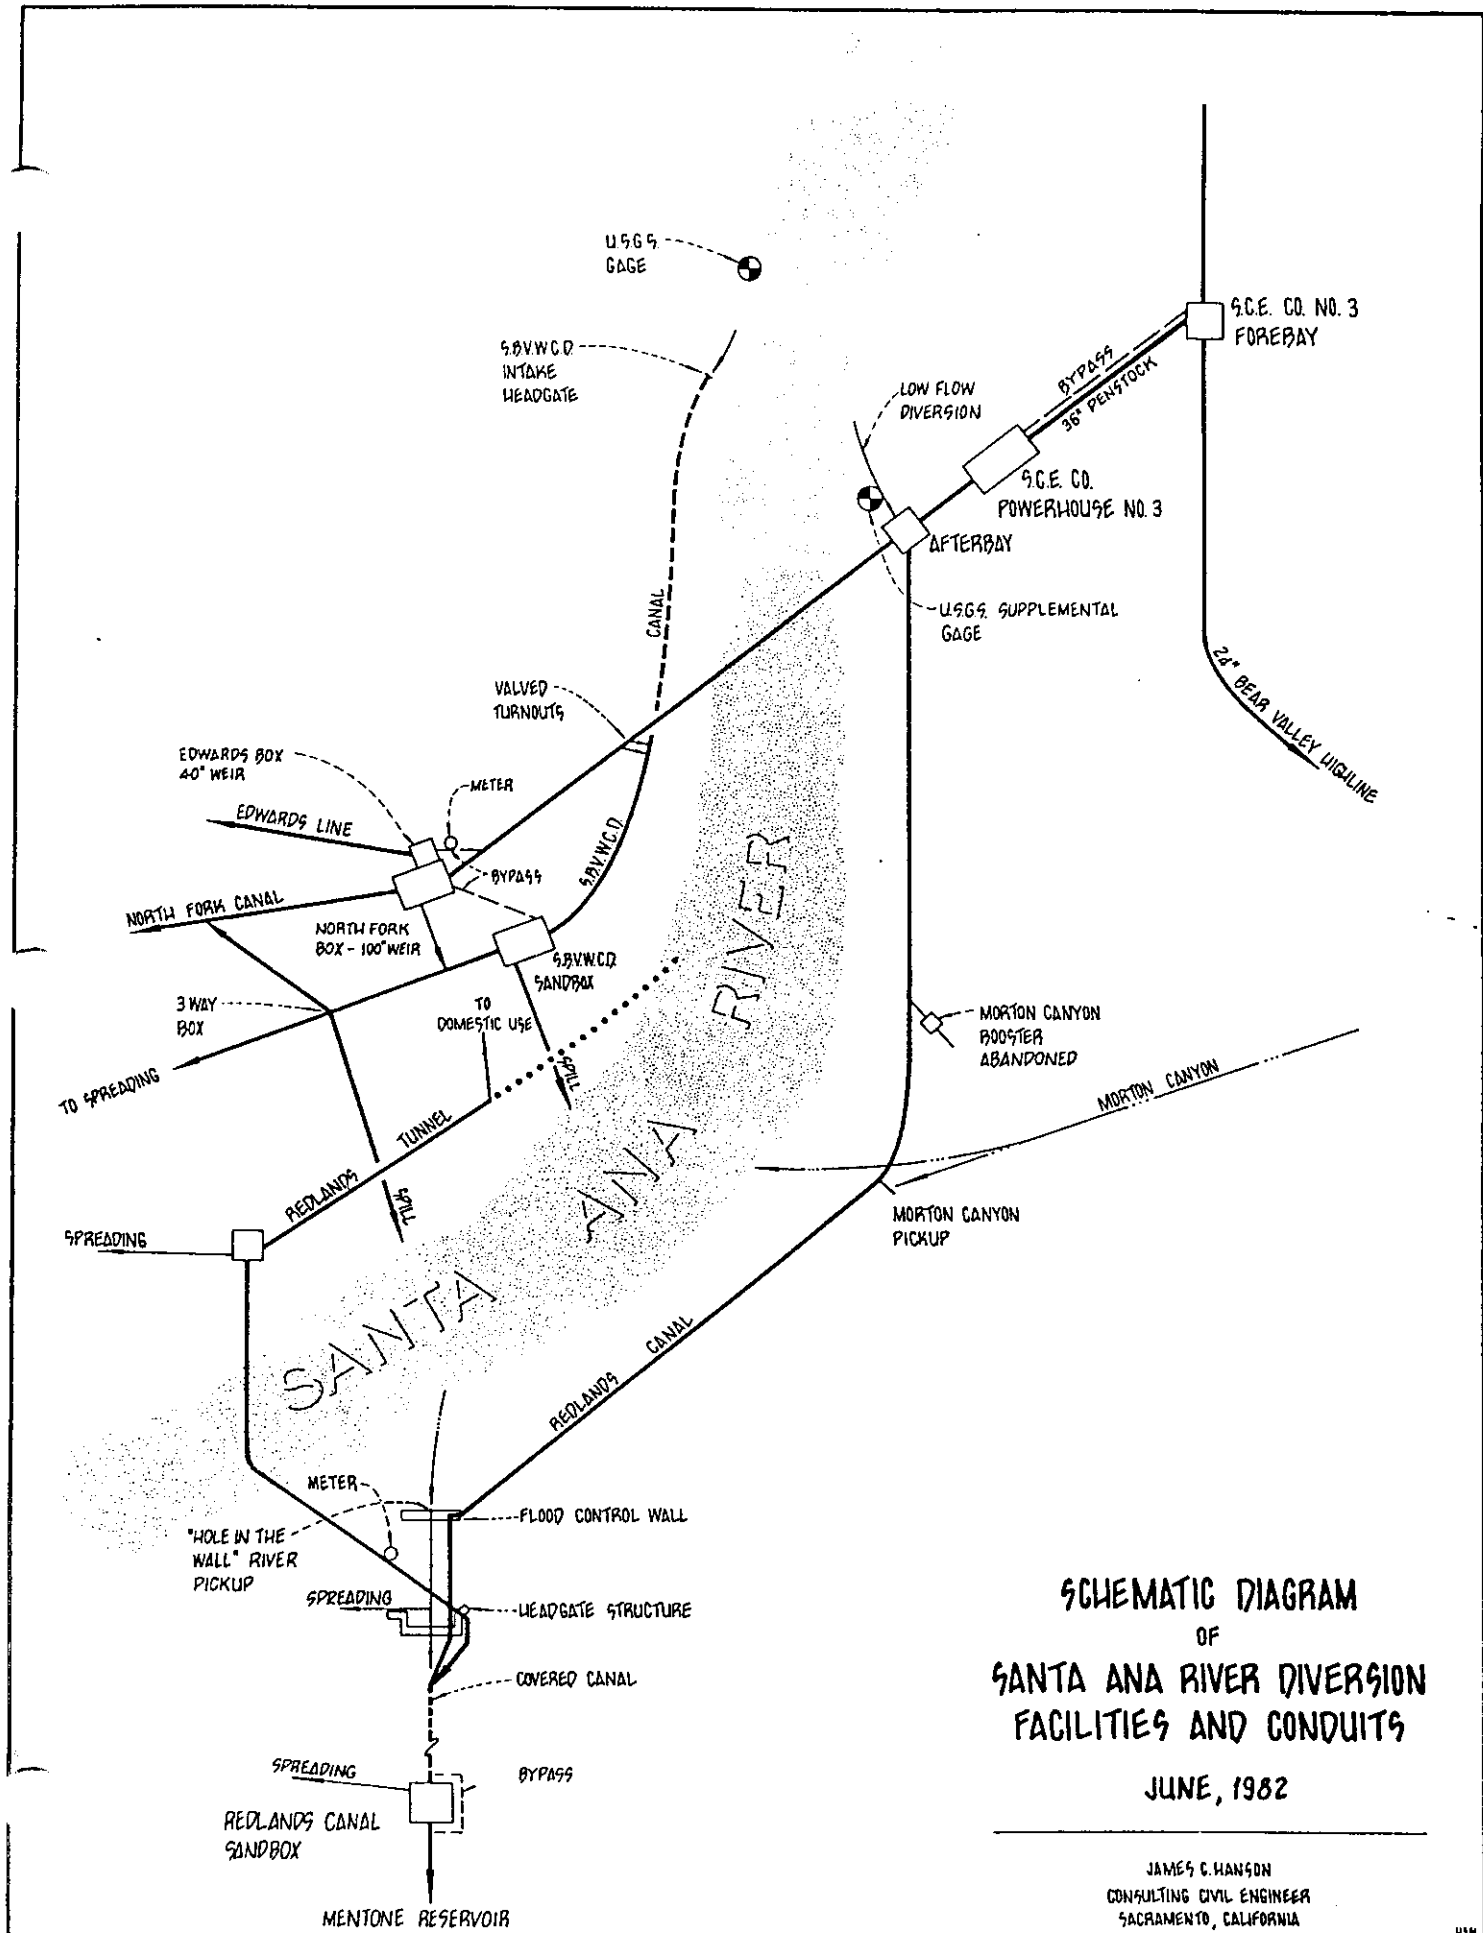 U.S.G.S.
GAGE
S.B.V.W.C.D.
INTAKE
HEADGATE
S.C.E. CO. NO. 3
FOREBAY
BYPASS
36" PENSTOCK
LOW FLOW
DIVERSION
S.C.E. CO.
POWERHOUSE NO. 3
AFTERBAY
U.S.G.S. SUPPLEMENTAL
GAGE
CANAL
24" BEAR VALLEY HIGHLINE
VALVED
TURNOUTS
EDWARDS BOX
40" WEIR
METER
EDWARDS LINE
BYPASS
S.B.V.W.C.D.
NORTH FORK CANAL
NORTH FORK
BOX - 100" WEIR
S.B.V.W.C.D.
SANDBOX
3 WAY
BOX
TO
DOMESTIC USE
TO SPREADING
SPILL
MORTON CANYON
BOOSTER
ABANDONED
MORTON CANYON
REDLANDS TUNNEL
SPILL
SPREADING
MORTON CANYON
PICKUP
SANTA ANA RIVER
REDLANDS CANAL
METER
FLOOD CONTROL WALL
"HOLE IN THE
WALL" RIVER
PICKUP
SPREADING
HEADGATE STRUCTURE
COVERED CANAL
SPREADING
BYPASS
REDLANDS CANAL
SANDBOX
MENTONE RESERVOIR
SCHEMATIC DIAGRAM
OF
SANTA ANA RIVER DIVERSION
FACILITIES AND CONDUITS
JUNE, 1982
JAMES C. HANSON
CONSULTING CIVIL ENGINEER
SACRAMENTO, CALIFORNIA